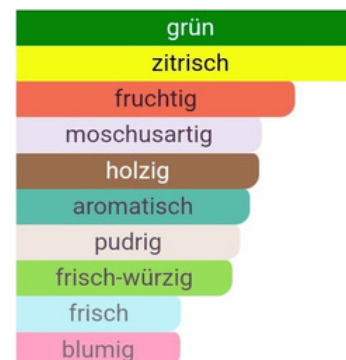 grün
zitrisch
fruchtig
moschusartig
holzig
aromatisch
pudrig
frisch-würzig
frisch
blumig